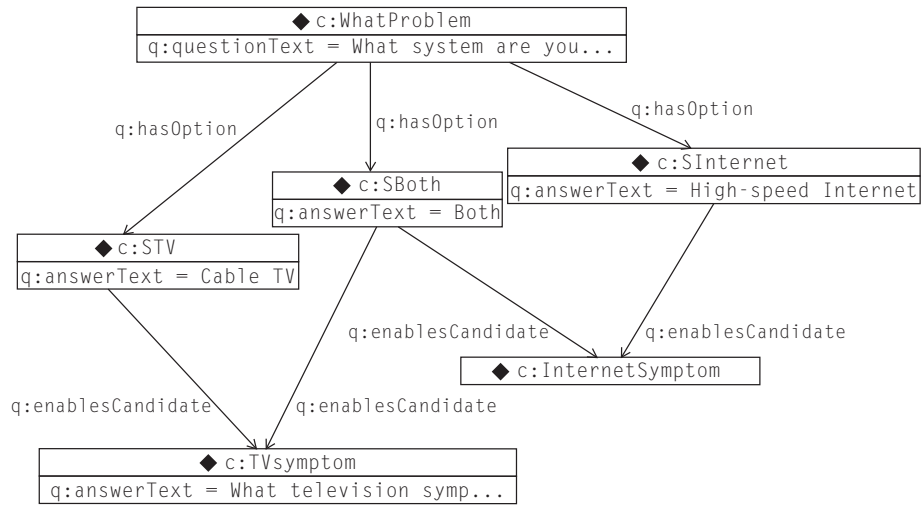 ◆ c:WhatProblem
q:questionText = What system are you...
q:hasOption
q:hasOption
q:hasOption
◆ c:SInternet
q:answerText = High-speed Internet
◆ c:SBoth
q:answerText = Both
◆ c:STV
q:answerText = Cable TV
q:enablesCandidate
q:enablesCandidate
◆ c:InternetSymptom
q:enablesCandidate
q:enablesCandidate
◆ c:TVsymptom
q:answerText = What television symp...